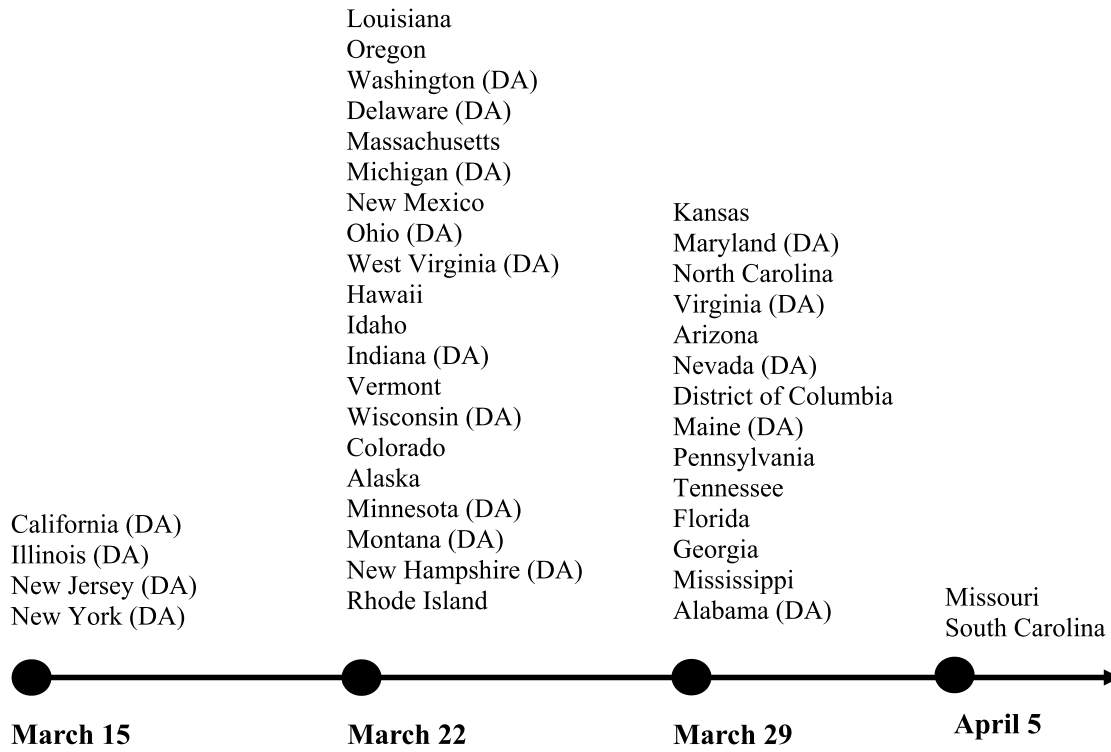 Louisiana
Oregon
Washington (DA)
Delaware (DA)
Massachusetts
Michigan (DA)
New Mexico
Ohio (DA)
West Virginia (DA)
Hawaii
Idaho
Indiana (DA)
Vermont
Wisconsin (DA)
Colorado
Alaska
Minnesota (DA)
Montana (DA)
New Hampshire (DA)
Rhode Island
Kansas
Maryland (DA)
North Carolina
Virginia (DA)
Arizona
Nevada (DA)
District of Columbia
Maine (DA)
Pennsylvania
Tennessee
Florida
Georgia
Mississippi
Alabama (DA)
California (DA)
Illinois (DA)
New Jersey (DA)
New York (DA)
Missouri
South Carolina
March 15
March 22
March 29
April 5